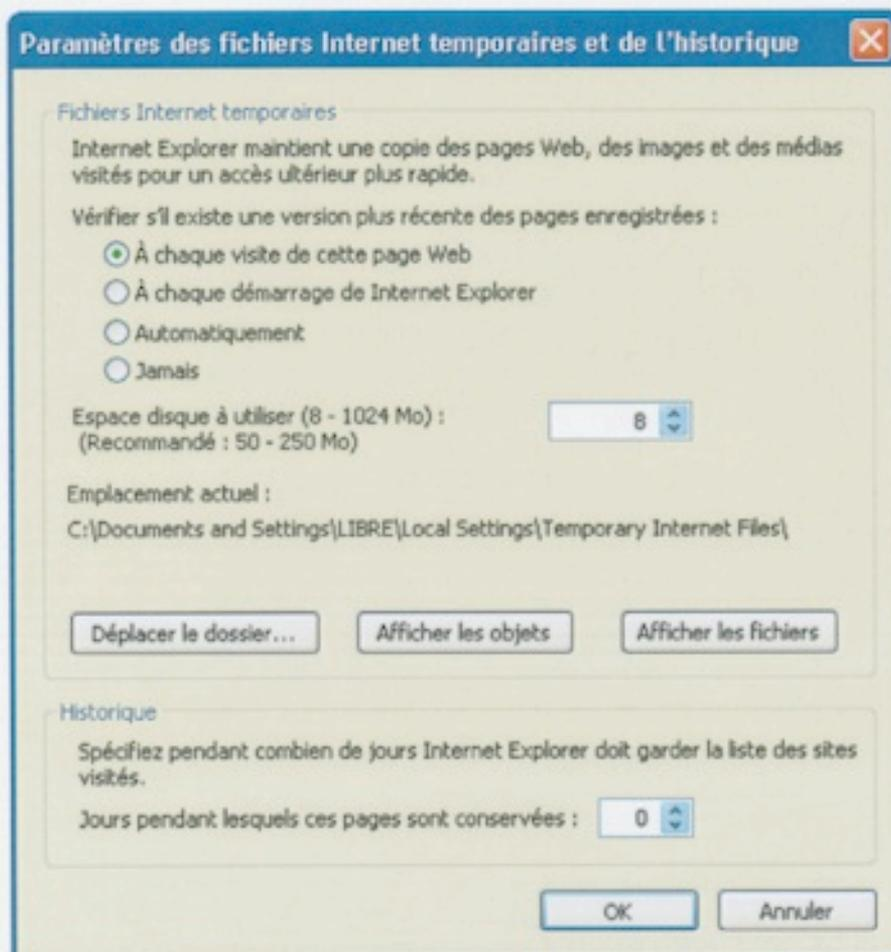 Paramètres des fichiers Internet temporaires et de l'historique
Fichiers Internet temporaires
Internet Explorer maintient une copie des pages Web, des images et des médias
visités pour un accès ultérieur plus rapide.
Vérifier s'il existe une version plus récente des pages enregistrées :
À chaque visite de cette page Web
À chaque démarrage de Internet Explorer
Automatiquement
Jamais
Espace disque à utiliser (8 - 1024 Mo) : 8
(Recommandé : 50 - 250 Mo)
Emplacement actuel :
C:\Documents and Settings\LIBRE\Local Settings\Temporary Internet Files\
Déplacer le dossier... Afficher les objets Afficher les fichiers
Historique
Spécifiez pendant combien de jours Internet Explorer doit garder la liste des sites
visités.
Jours pendant lesquels ces pages sont conservées : 0
OK Annuler